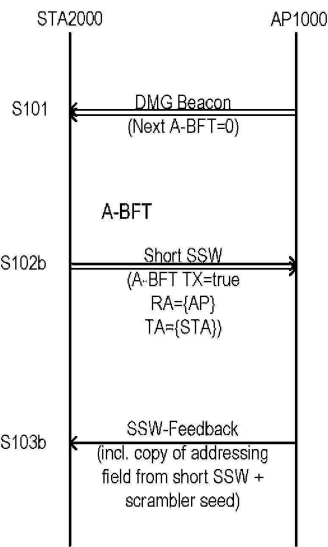 STA2000 AP1000
S101
DMG Beacon
(Next A-BFT=0)
A-BFT
S102b
Short SSW
(A-BFT TX=true
RA={AP}
TA={STA})
S103b
SSW-Feedback
(incl. copy of addressing
field from short SSW +
scrambler seed)